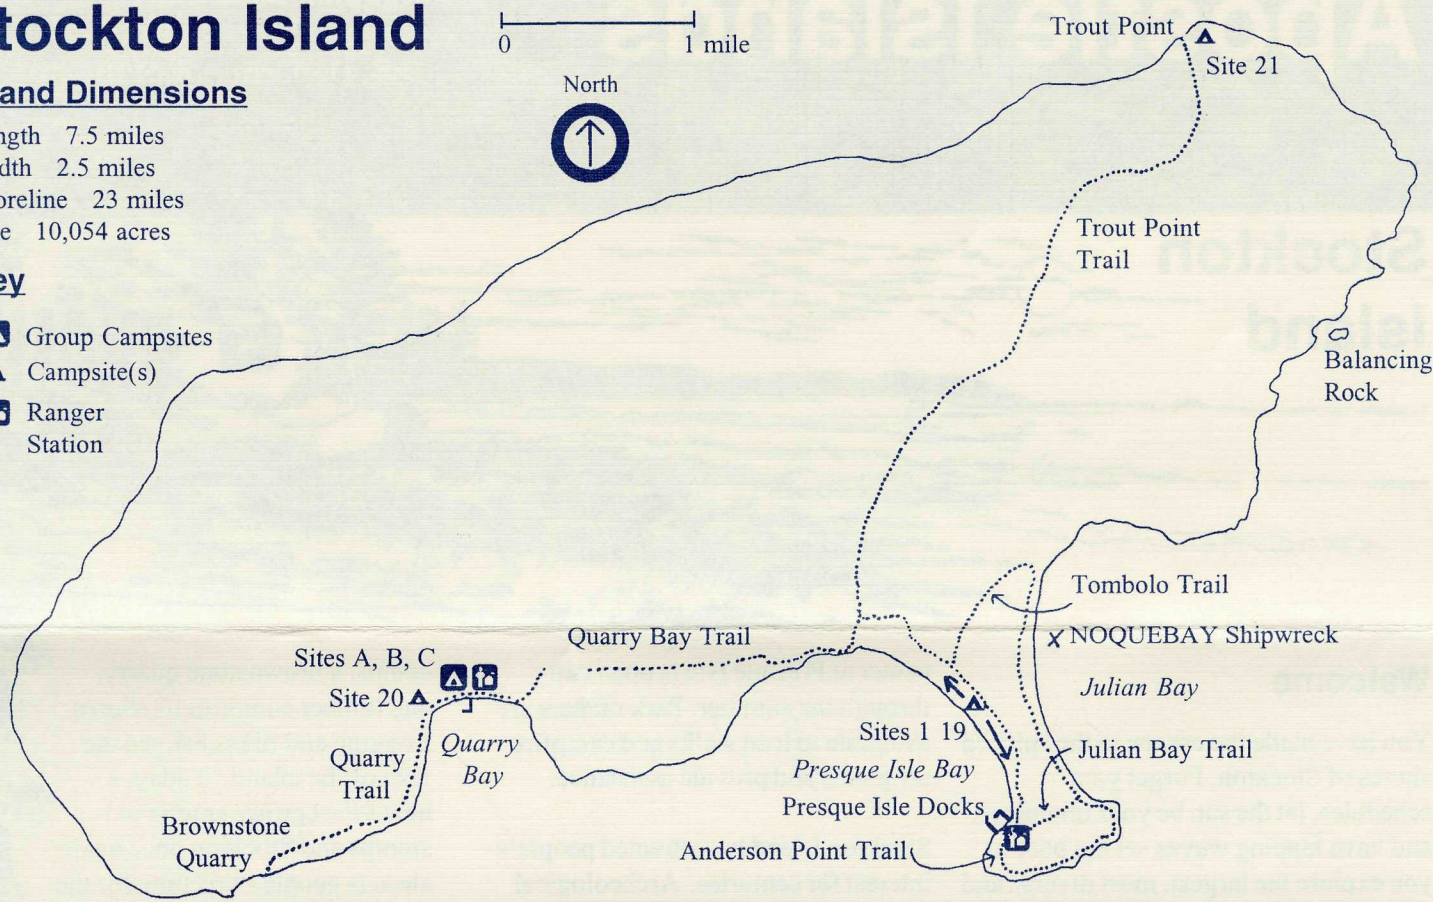 tockton Island
and Dimensions
ngth 7.5 miles
dth 2.5 miles
oreline 23 miles
e 10,054 acres
ey
Group Campsites
Campsite(s)
Ranger
Station
0 1 mile
North
Trout Point
Site 21
Trout Point
Trail
Balancing
Rock
Tombolo Trail
NOQUEBAY Shipwreck
Julian Bay
Quarry Bay Trail
Sites A, B, C
Site 20
Quarry
Bay
Quarry
Trail
Brownstone
Quarry
Sites 1 19
Presque Isle Bay
Julian Bay Trail
Presque Isle Docks
Anderson Point Trail